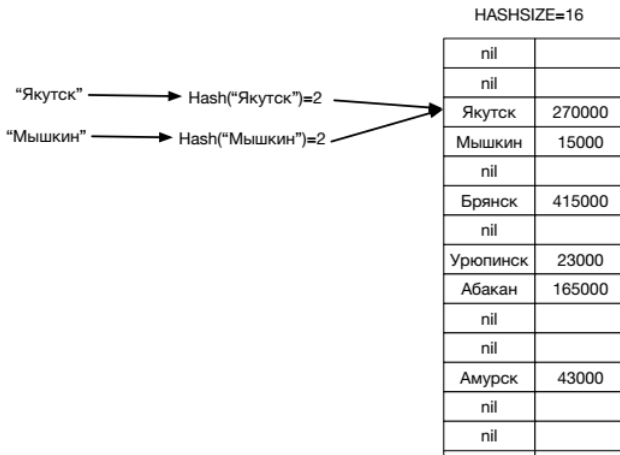 HASHSIZE=16
nil
nil
"Якутск" Hash("Якутск")=2 Якутск 270000
"Мышкин" Hash("Мышкин")=2 Мышкин 15000
nil
Брянск 415000
nil
Урюпинск 23000
Абакан 165000
nil
nil
Амурск 43000
nil
nil